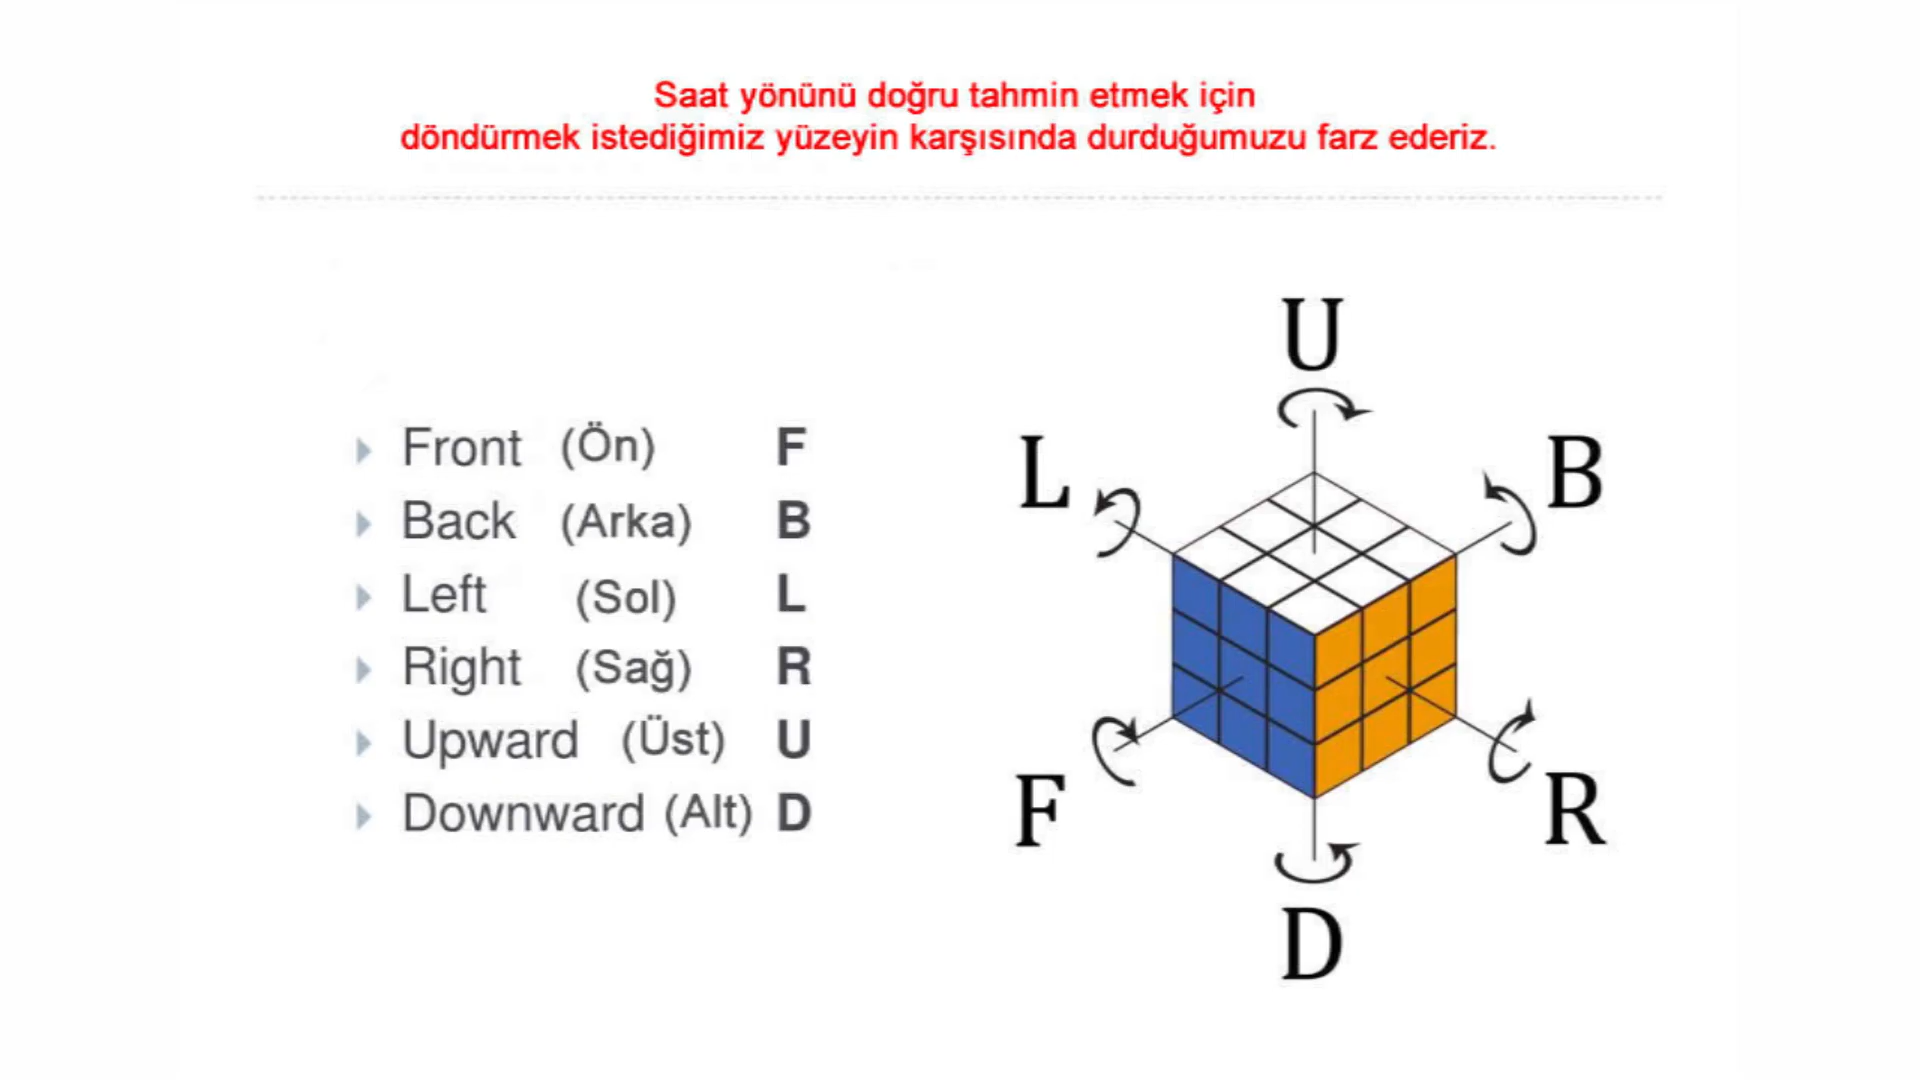 Saat yönünü doğru tahmin etmek için
döndürmek istediğimiz yüzeyin karşısında durduğumuzu farz ederiz.
Front (Ön) F
Back (Arka) B
Left (Sol) L
Right (Sağ) R
Upward (Üst) U
Downward (Alt) D
U
L B
F R
D